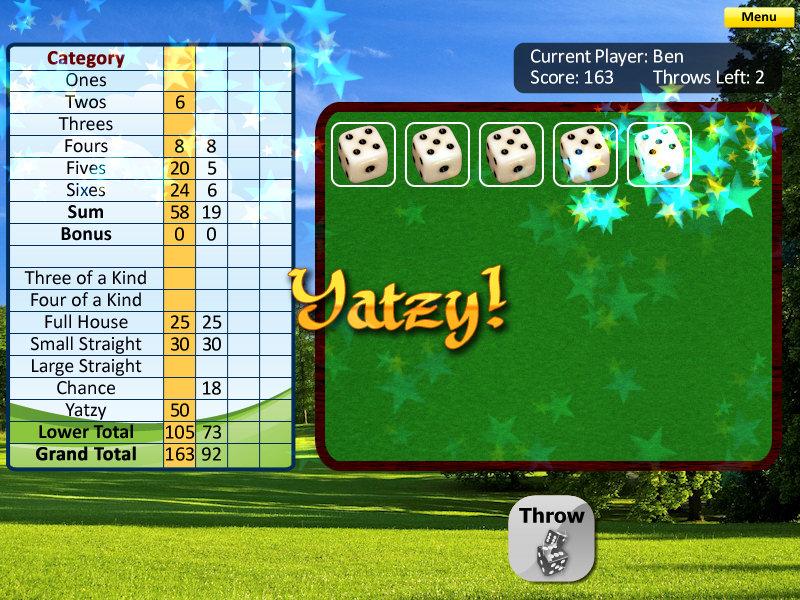 Menu
Current Player: Ben
Score: 163 Throws Left: 2
Category
Ones
Twos 6
Threes
Fours 8 8
Fives 20 5
Sixes 24 6
Sum 58 19
Bonus 0 0
Three of a Kind
Four of a Kind
Full House 25 25
Small Straight 30 30
Large Straight
Chance 18
Yatzy 50
Lower Total 105 73
Grand Total 163 92
Yatzy!
Throw